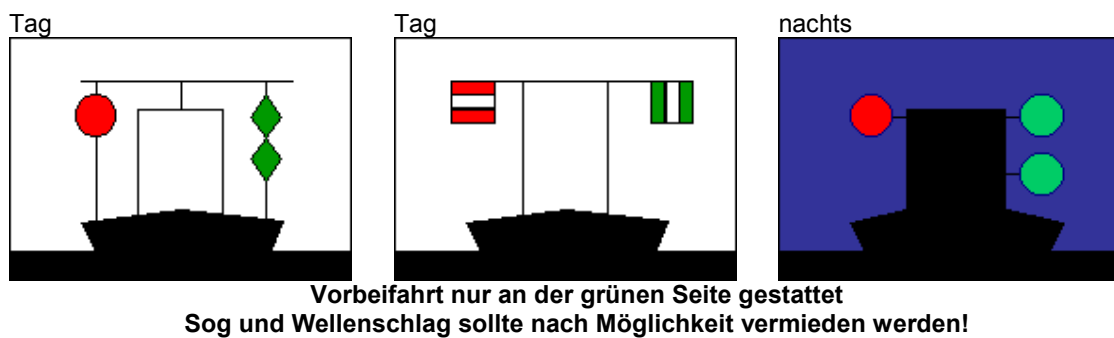 Tag
Tag
nachts
Vorbeifahrt nur an der grünen Seite gestattet
Sog und Wellenschlag sollte nach Möglichkeit vermieden werden!